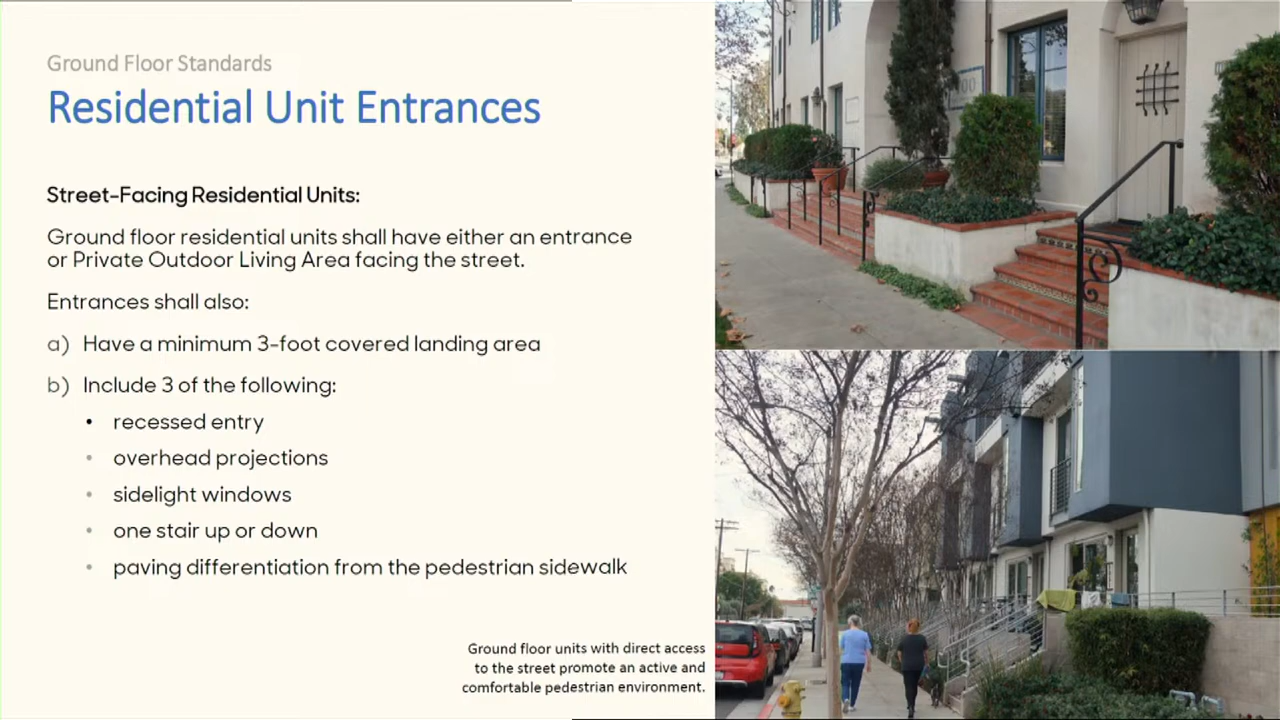 Ground Floor Standards
Residential Unit Entrances
Street-Facing Residential Units:
Ground floor residential units shall have either an entrance
or Private Outdoor Living Area facing the street.
Entrances shall also:
a) Have a minimum 3-foot covered landing area
b) Include 3 of the following:
• recessed entry
• overhead projections
• sidelight windows
• one stair up or down
• paving differentiation from the pedestrian sidewalk
Ground floor units with direct access
to the street promote an active and
comfortable pedestrian environment.